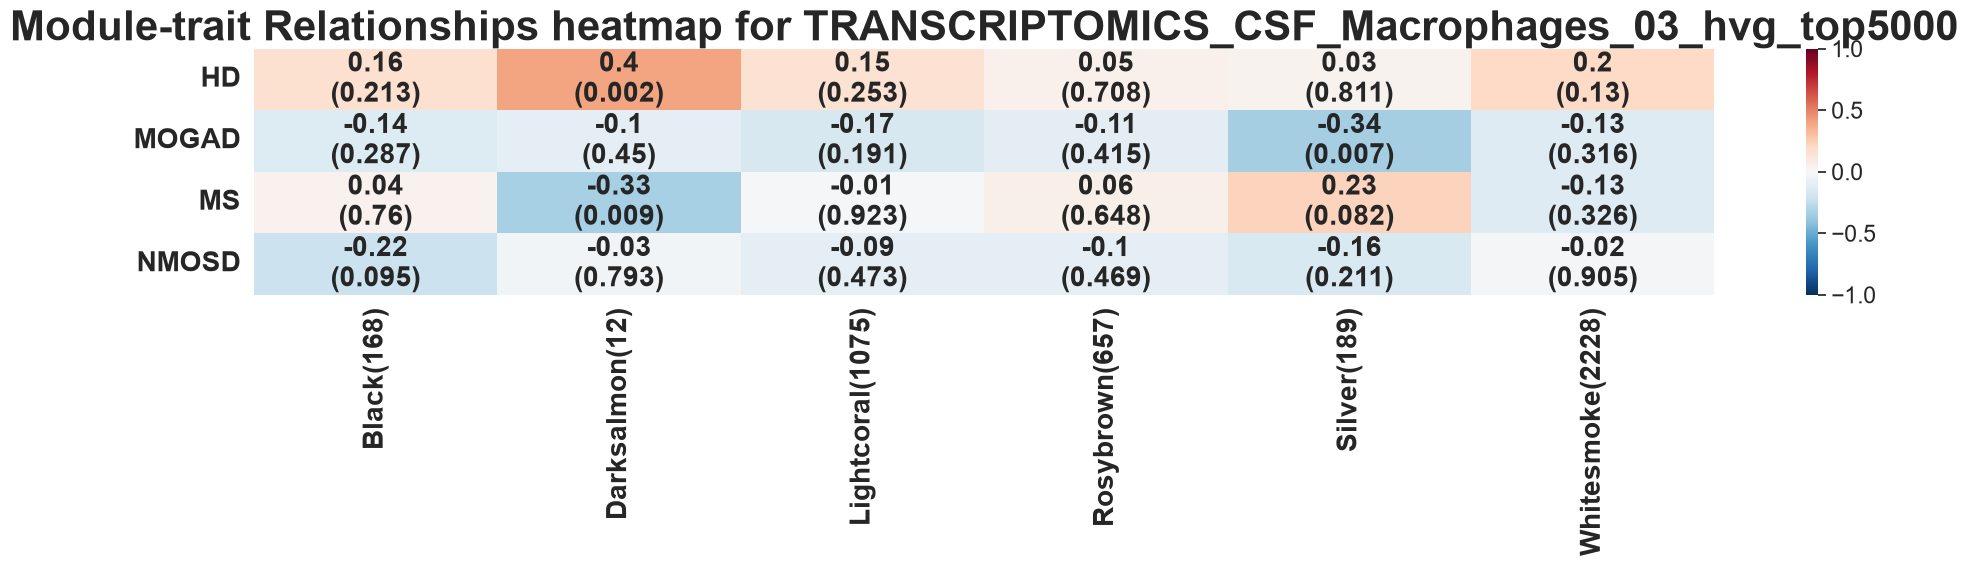 Module-trait Relationships heatmap for TRANSCRIPTOMICS_CSF_Macrophages_03_hvg_top5000
HD
0.16 0.4 0.15 0.05 0.03 0.2
(0.213) (0.002) (0.253) (0.708) (0.811) (0.13)
MOGAD
-0.14 -0.1 -0.17 -0.11 -0.34 -0.13
(0.287) (0.45) (0.191) (0.415) (0.007) (0.316)
MS
0.04 -0.33 -0.01 0.06 0.23 -0.13
(0.76) (0.009) (0.923) (0.648) (0.082) (0.326)
NMOSD
-0.22 -0.03 -0.09 -0.1 -0.16 -0.02
(0.095) (0.793) (0.473) (0.469) (0.211) (0.905)
Black(168)
Darksalmon(12)
Lightcoral(1075)
Rosybrown(657)
Silver(189)
Whitesmoke(2228)
1.0
0.5
0.0
−0.5
−1.0